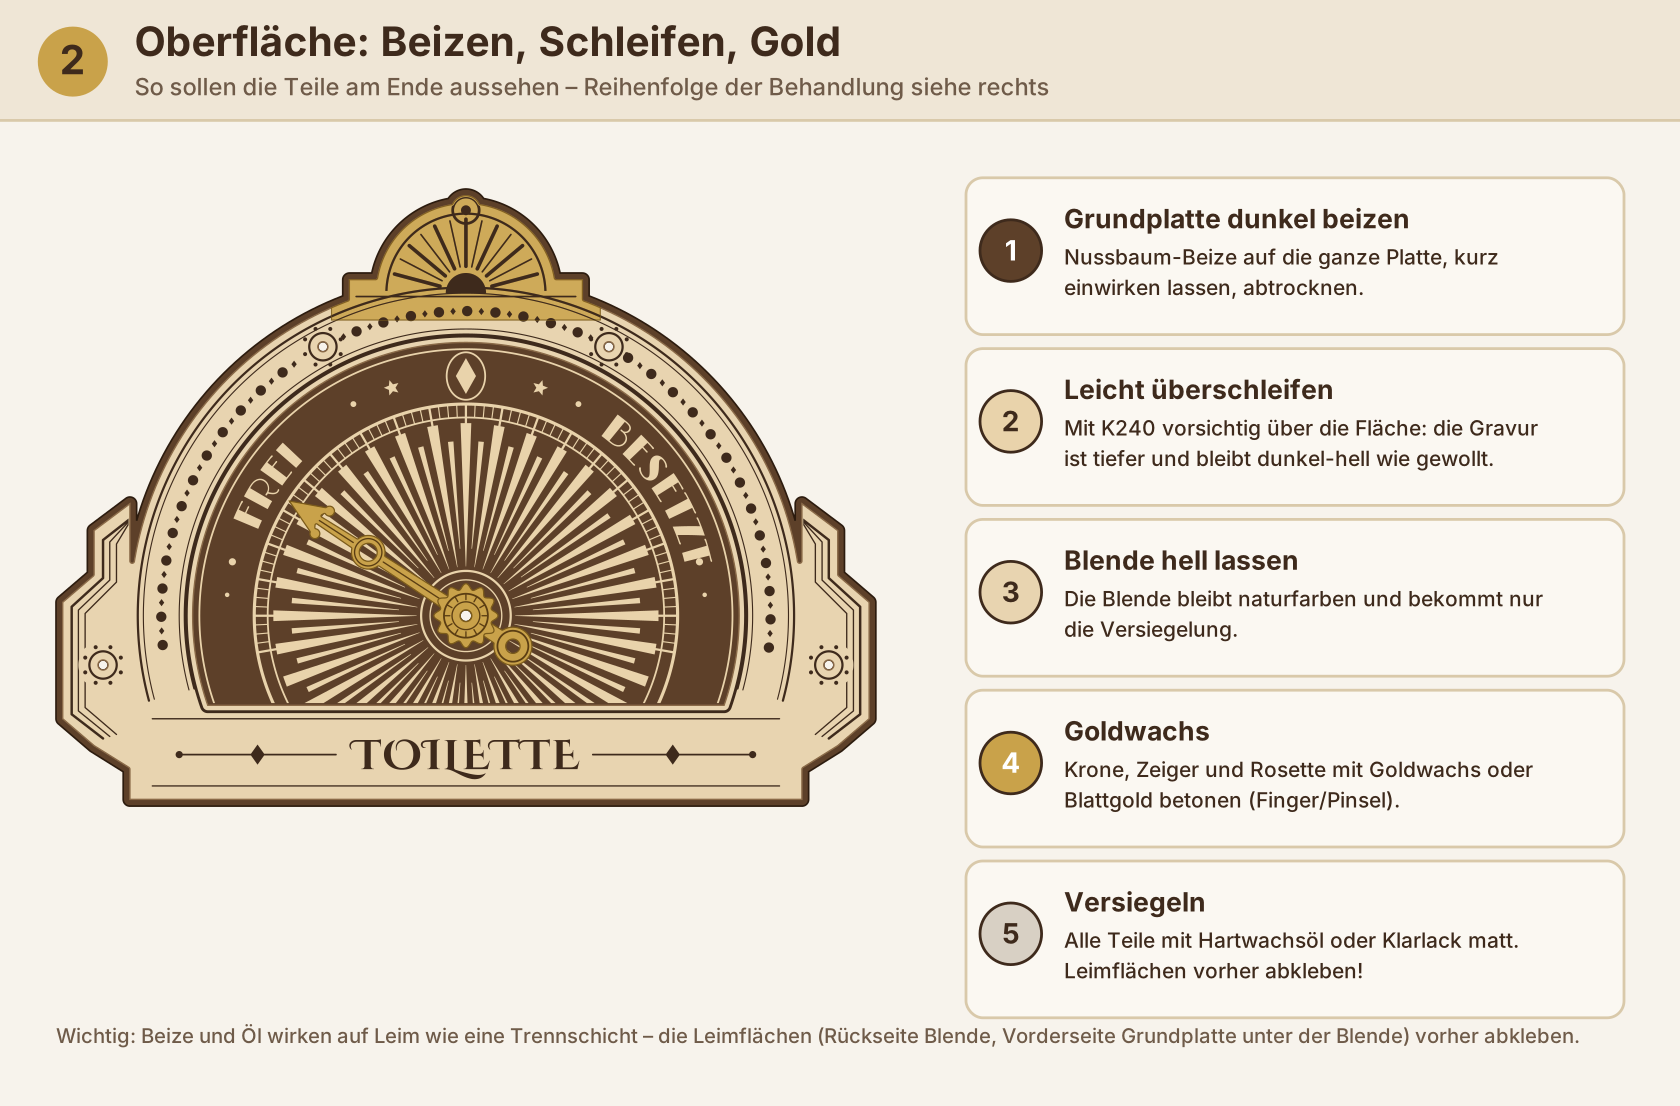 2
Oberfläche: Beizen, Schleifen, Gold
So sollen die Teile am Ende aussehen – Reihenfolge der Behandlung siehe rechts
FREI
BESETZT
TOILETTE
1
Grundplatte dunkel beizen
Nussbaum-Beize auf die ganze Platte, kurz
einwirken lassen, abtrocknen.
2
Leicht überschleifen
Mit K240 vorsichtig über die Fläche: die Gravur
ist tiefer und bleibt dunkel-hell wie gewollt.
3
Blende hell lassen
Die Blende bleibt naturfarben und bekommt nur
die Versiegelung.
4
Goldwachs
Krone, Zeiger und Rosette mit Goldwachs oder
Blattgold betonen (Finger/Pinsel).
5
Versiegeln
Alle Teile mit Hartwachsöl oder Klarlack matt.
Leimflächen vorher abkleben!
Wichtig: Beize und Öl wirken auf Leim wie eine Trennschicht – die Leimflächen (Rückseite Blende, Vorderseite Grundplatte unter der Blende) vorher abkleben.